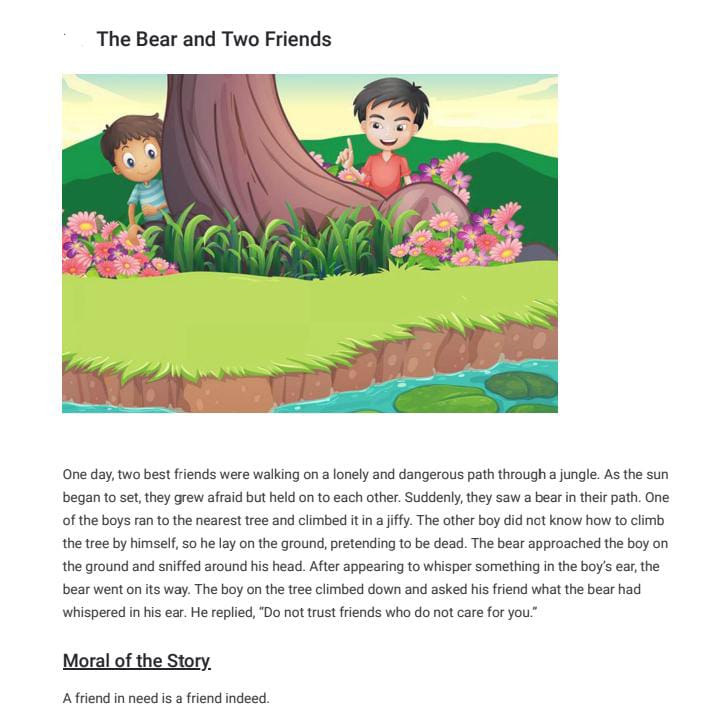 The Bear and Two Friends
One day, two best friends were walking on a lonely and dangerous path through a jungle. As the sun
began to set, they grew afraid but held on to each other. Suddenly, they saw a bear in their path. One
of the boys ran to the nearest tree and climbed it in a jiffy. The other boy did not know how to climb
the tree by himself, so he lay on the ground, pretending to be dead. The bear approached the boy on
the ground and sniffed around his head. After appearing to whisper something in the boy’s ear, the
bear went on its way. The boy on the tree climbed down and asked his friend what the bear had
whispered in his ear. He replied, “Do not trust friends who do not care for you.”
Moral of the Story
A friend in need is a friend indeed.